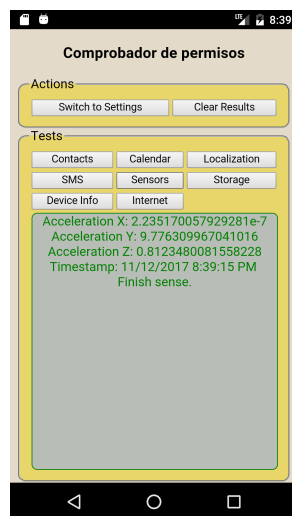 LTE 8:39
Comprobador de permisos
Actions
Switch to Settings Clear Results
Tests
Contacts Calendar Localization
SMS Sensors Storage
Device Info Internet
Acceleration X: 2.235170057929281e-7
Acceleration Y: 9.776309967041016
Acceleration Z: 0.8123480081558228
Timestamp: 11/12/2017 8:39:15 PM
Finish sense.